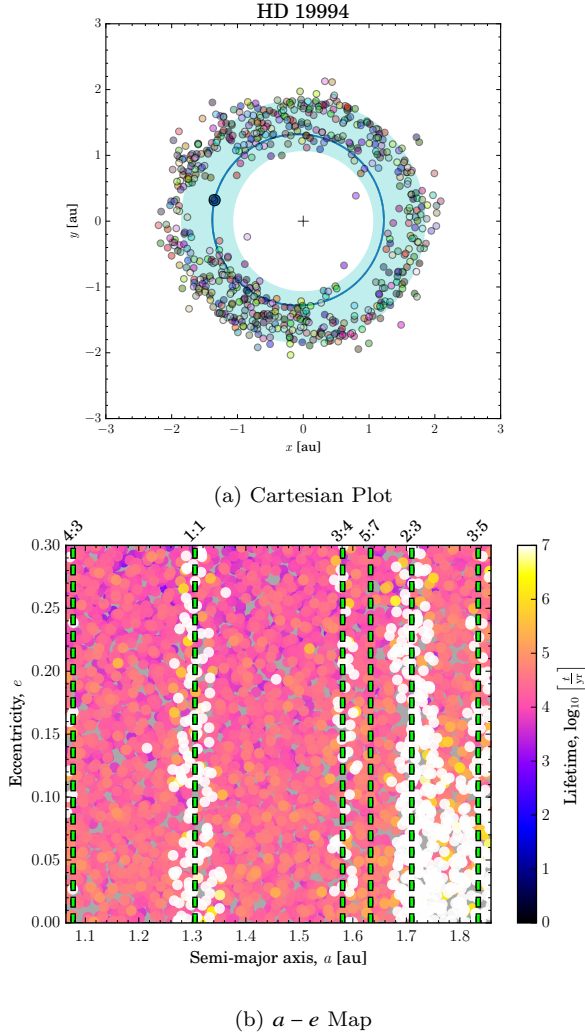 HD 19994
3
2
1
0
−1
−2
−3
y [au]
−3 −2 −1 0 1 2 3
x [au]
(a) Cartesian Plot
4:3 1:1 3:4 5:7 2:3 3:5
0.30
0.25
0.20
0.15
0.10
0.05
0.00
Eccentricity, e
1.1 1.2 1.3 1.4 1.5 1.6 1.7 1.8
Semi-major axis, a [au]
7
6
5
4
3
2
1
0
Lifetime, log10 [τ/yr]
(b) a − e Map